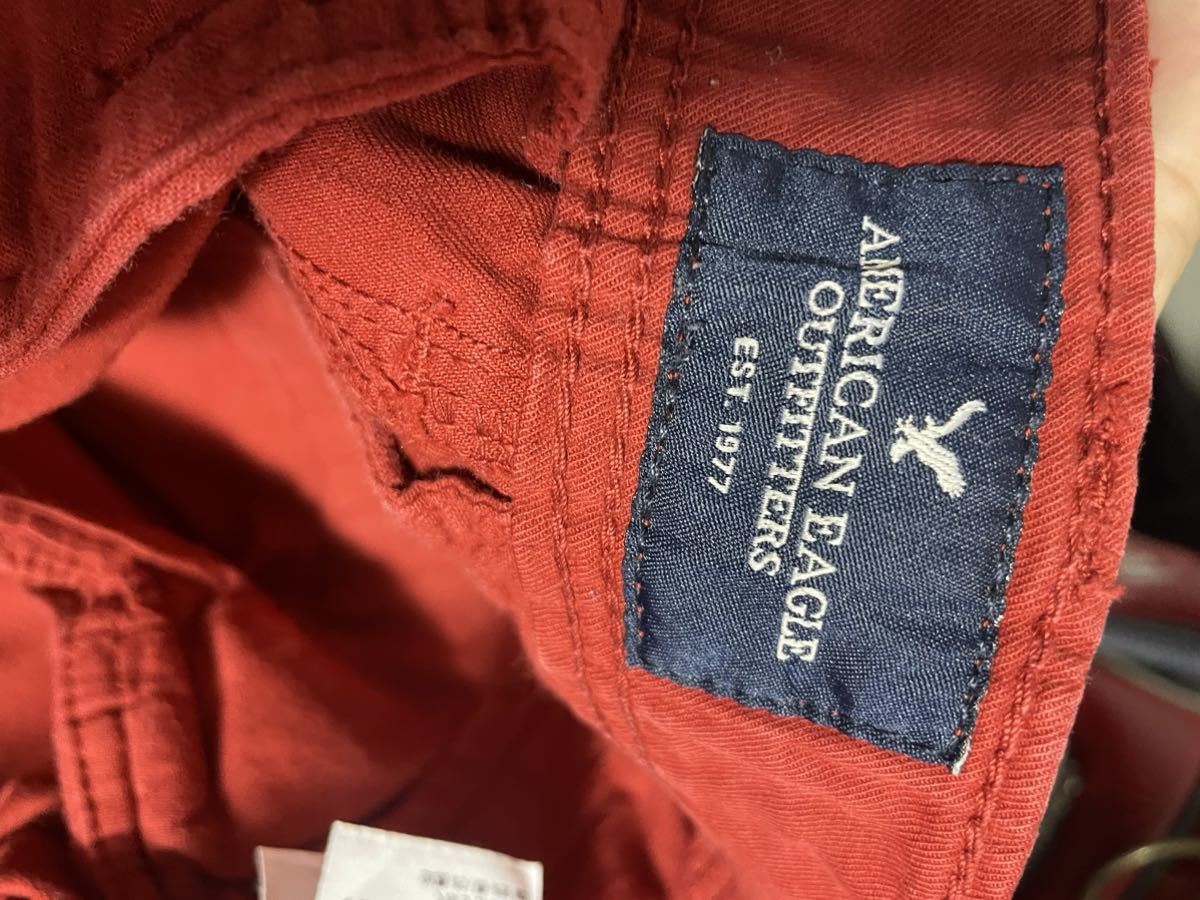 AMERICAN EAGLE
OUTFITTERS
EST. 1977